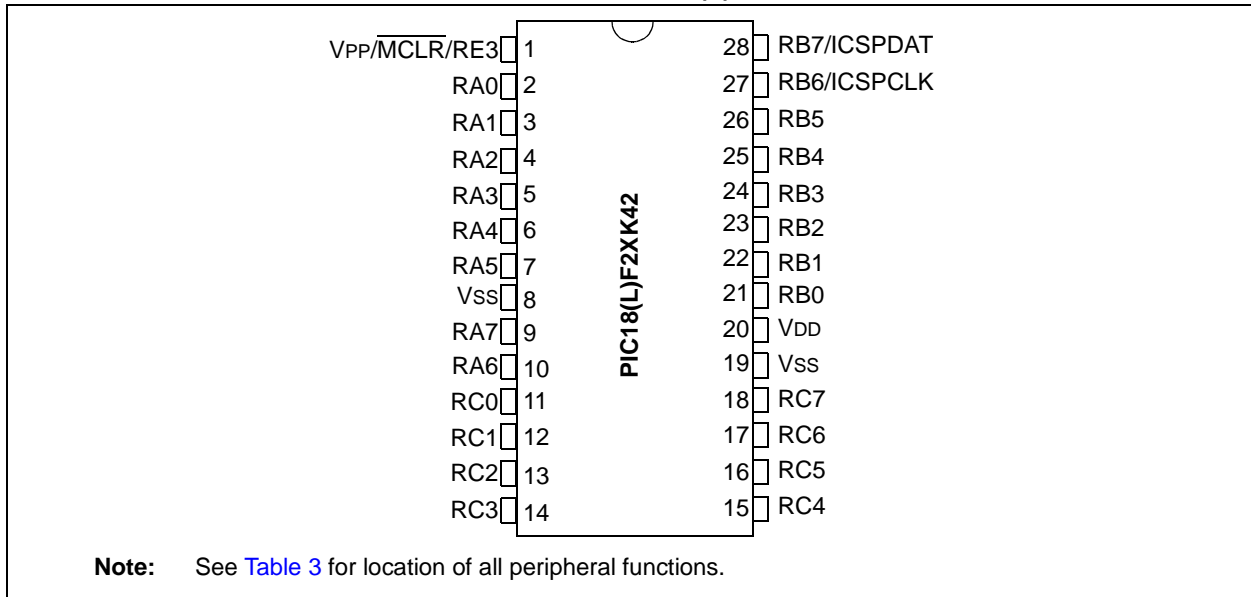 VPP/MCLR/RE3 1
RA0 2
RA1 3
RA2 4
RA3 5
RA4 6
RA5 7
VSS 8
RA7 9
RA6 10
RC0 11
RC1 12
RC2 13
RC3 14
PIC18(L)F2XK42
28 RB7/ICSPDAT
27 RB6/ICSPCLK
26 RB5
25 RB4
24 RB3
23 RB2
22 RB1
21 RB0
20 VDD
19 VSS
18 RC7
17 RC6
16 RC5
15 RC4
Note: See Table 3 for location of all peripheral functions.